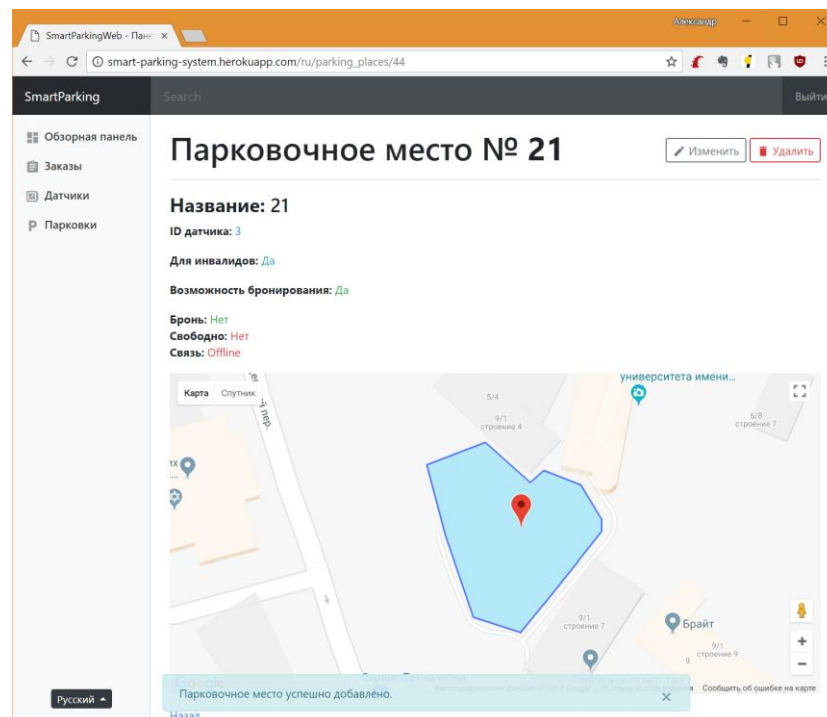 Александр
SmartParkingWeb - Пане
smart-parking-system.herokuapp.com/ru/parking_places/44
SmartParking
Search
Выйти
Обзорная панель
Заказы
Датчики
Парковки
Парковочное место № 21
Изменить
Удалить
Название: 21
ID датчика: 3
Для инвалидов: Да
Возможность бронирования: Да
Бронь: Нет
Свободно: Нет
Связь: Offline
Карта
Спутник
пер.
университета имени...
5/4
9/1
строение 4
6/8
строение 7
9/1
строение 7
Брайт
9/1
строение 9
9
Google
Сообщить об ошибке на карте
Парковочное место успешно добавлено.
Назад
Русский